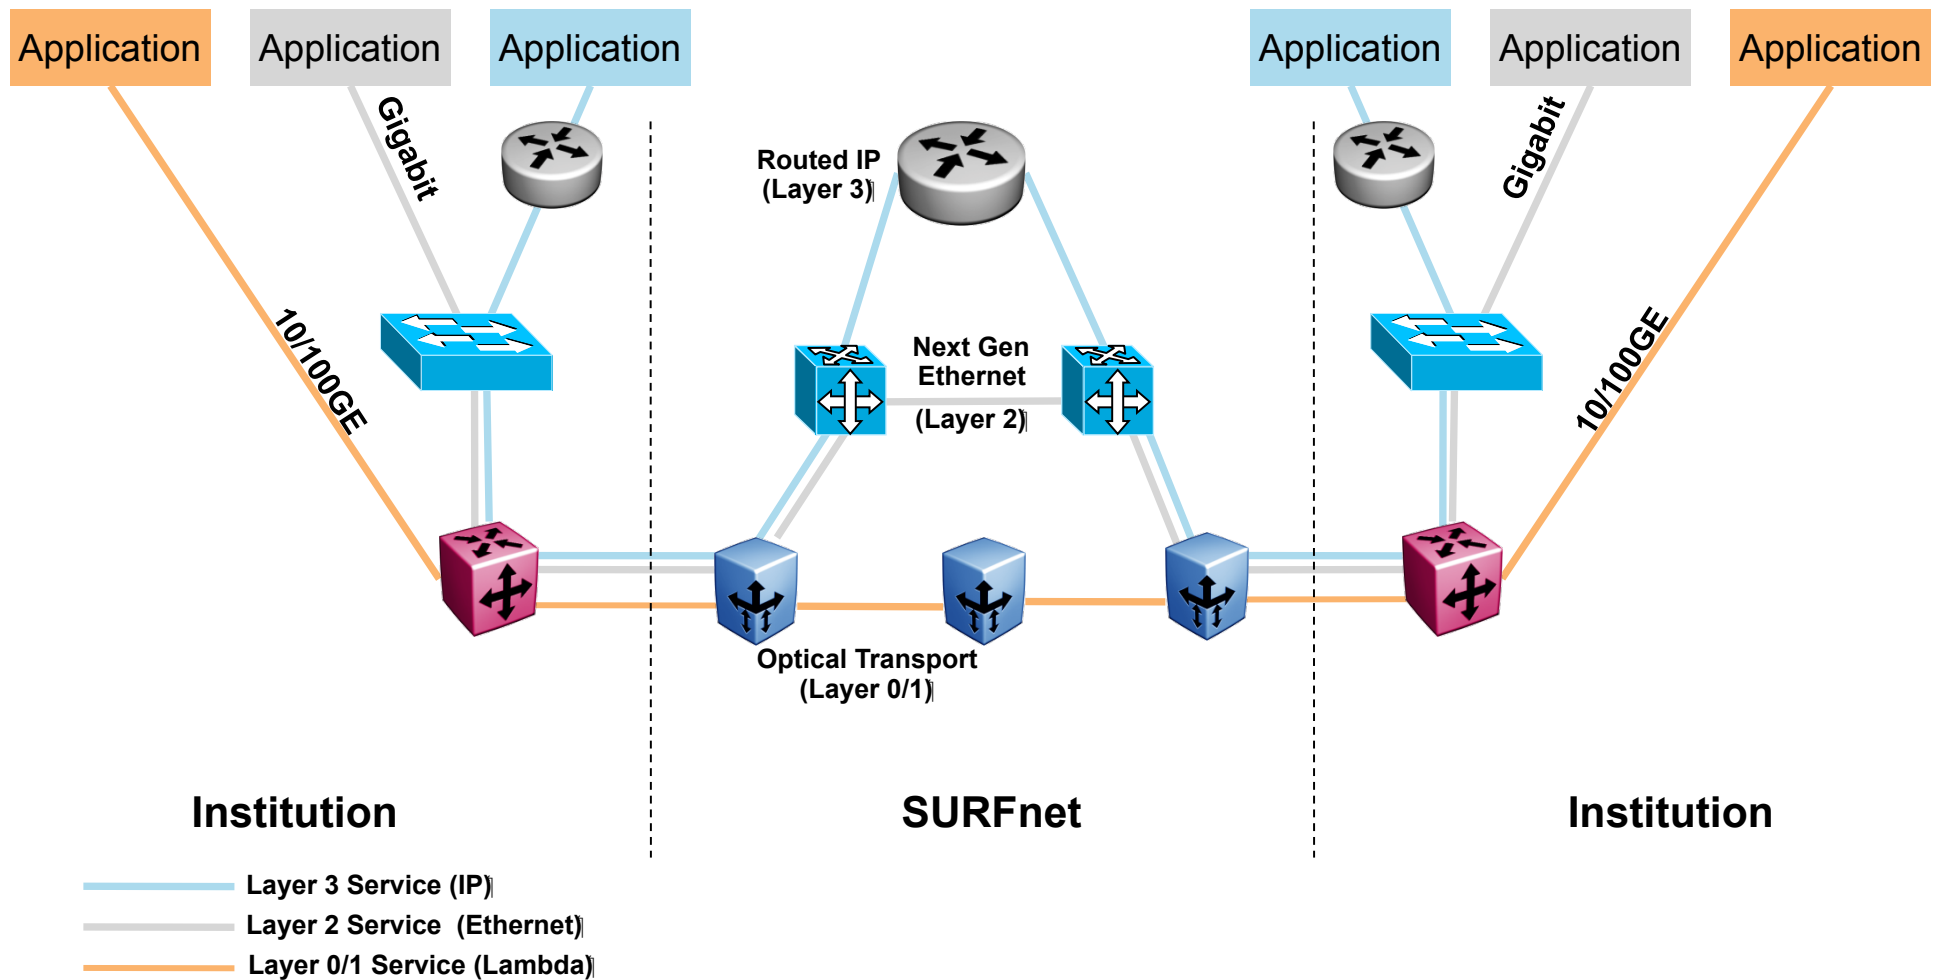 Application
Application
Application
Application
Application
Application
Gigabit
Gigabit
Routed IP
(Layer 3)
10/100GE
10/100GE
Next Gen
Ethernet
(Layer 2)
Optical Transport
(Layer 0/1)
Institution
SURFnet
Institution
Layer 3 Service (IP)
Layer 2 Service (Ethernet)
Layer 0/1 Service (Lambda)